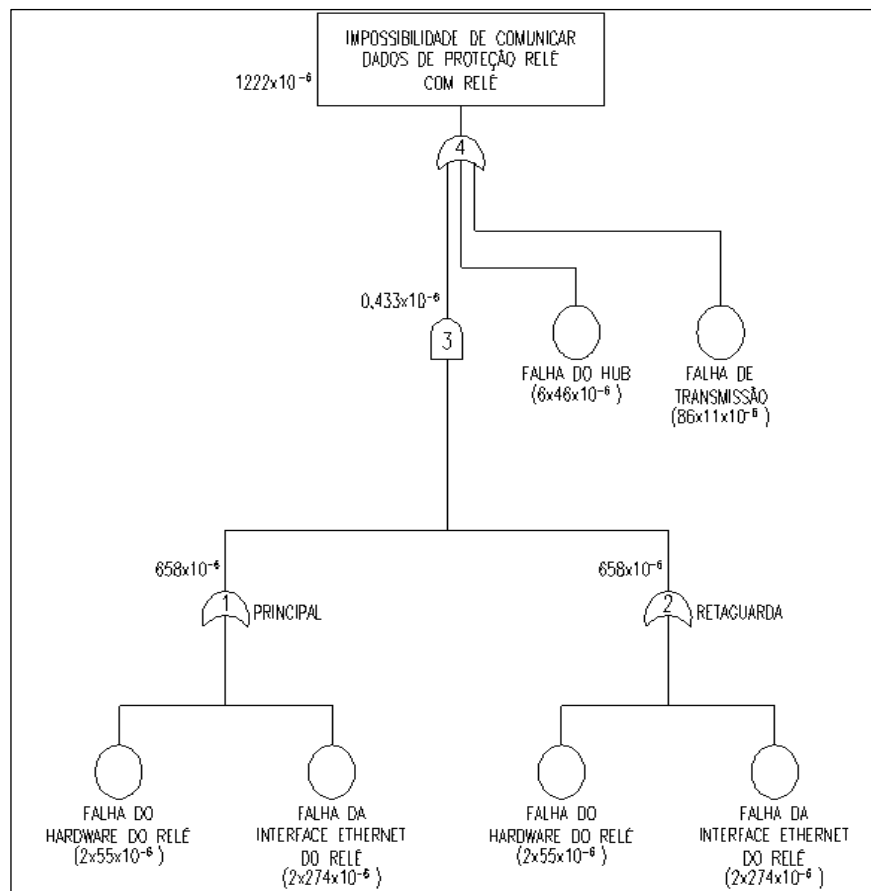 IMPOSSIBILIDADE DE COMUNICAR
DADOS DE PROTEÇÃO RELÉ
COM RELÉ
1222x10⁻⁶
4
0,433x10⁻⁶
3
FALHA DO HUB
(6x46x10⁻⁶)
FALHA DE
TRANSMISSÃO
(86x11x10⁻⁶)
658x10⁻⁶
1
PRINCIPAL
658x10⁻⁶
2
RETAGUARDA
FALHA DO
HARDWARE DO RELÉ
(2x55x10⁻⁶)
FALHA DA
INTERFACE ETHERNET
DO RELÉ
(2x274x10⁻⁶)
FALHA DO
HARDWARE DO RELÉ
(2x55x10⁻⁶)
FALHA DA
INTERFACE ETHERNET
DO RELÉ
(2x274x10⁻⁶)